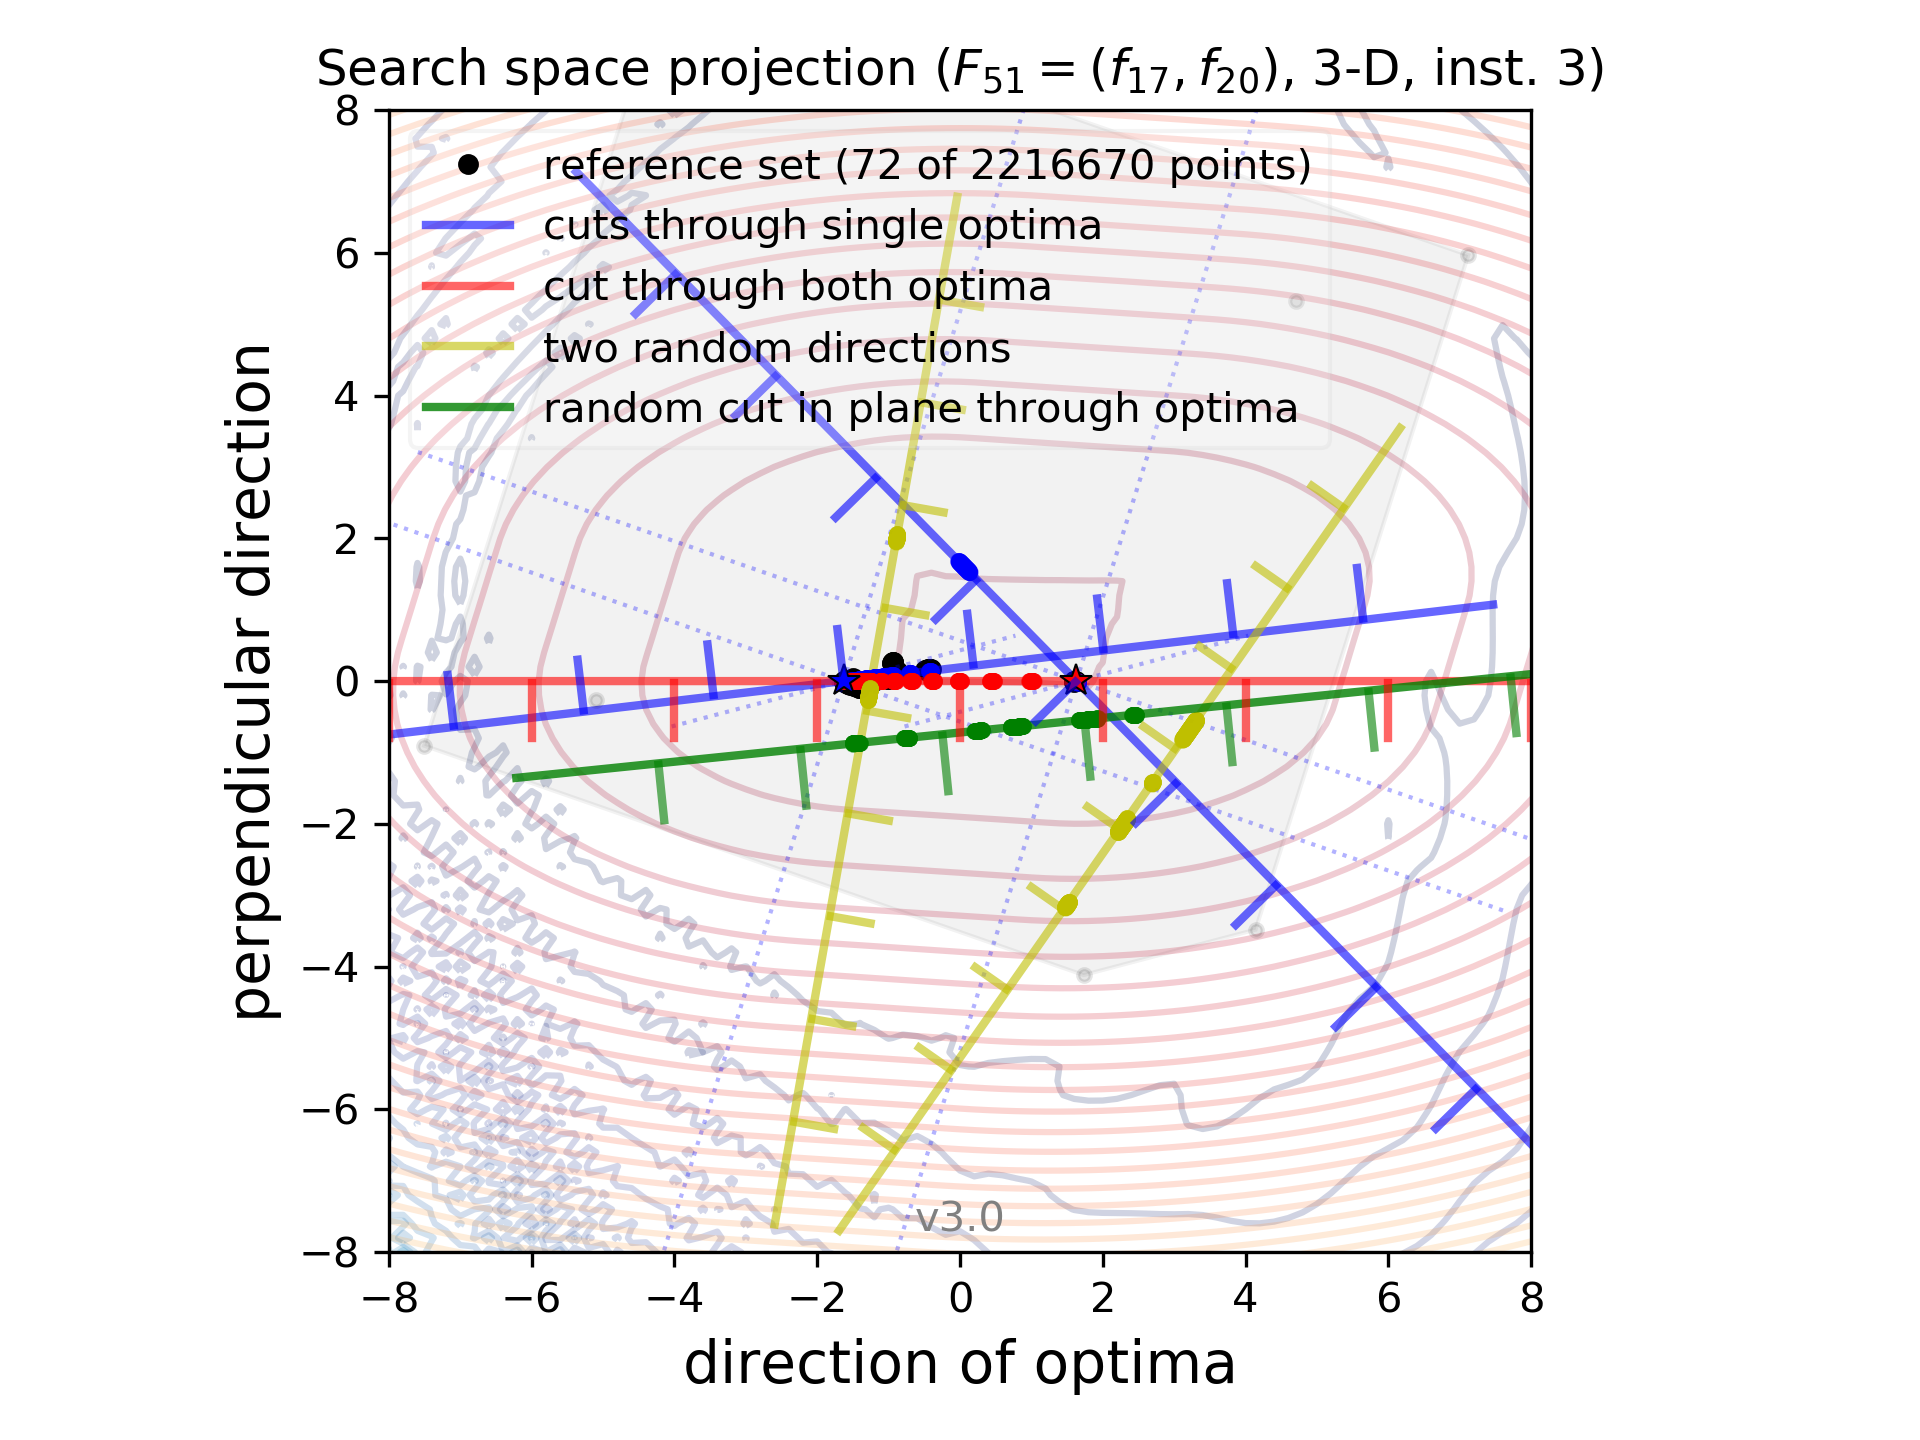 Search space projection (F₅₁ = (f₁₇, f₂₀), 3-D, inst. 3)
8
6
4
2
0
−2
−4
−6
−8
perpendicular direction
reference set (72 of 2216670 points)
cuts through single optima
cut through both optima
two random directions
random cut in plane through optima
v3.0
−8 −6 −4 −2 0 2 4 6 8
direction of optima